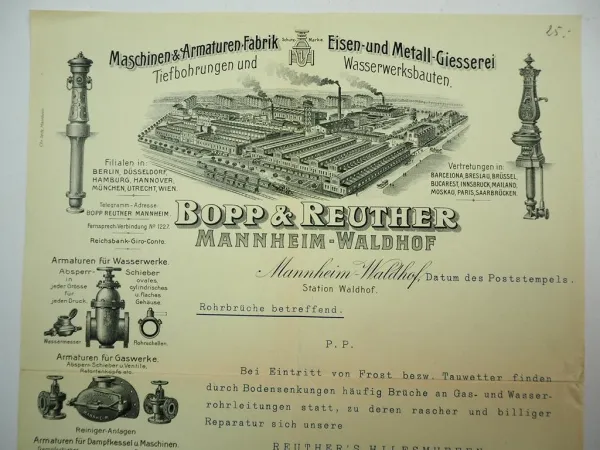 25.-
Maschinen & Armaturen-Fabrik
Schutz Marke
Eisen- und Metall-Giesserei
Tiefbohrungen und
Wasserwerksbauten.
Filialen in:
BERLIN, DÜSSELDORF,
HAMBURG, HANNOVER,
MÜNCHEN, UTRECHT, WIEN.
Telegramm-Adresse:
BOPP REUTHER MANNHEIM.
Fernsprech-Verbindung Nº 1227.
Reichsbank-Giro-Conto.
Vertretungen in:
BARCELONA, BRESLAU, BRÜSSEL,
BUCAREST, INNSBRUCK, MAILAND,
MOSKAU, PARIS, SAARBRÜCKEN.
BOPP & REUTHER
MANNHEIM-WALDHOF
Mannheim-Waldhof, Datum des Poststempels.
Station Waldhof.
Armaturen für Wasserwerke.
Absperr-
in
jeder Grösse
für
jeden Druck.
Schieber
ovales,
cylindrisches
u. flaches
Gehäuse.
Wassermesser
Rohrschellen.
Armaturen für Gaswerke.
Absperr-Schieber u. Ventile,
Retortenköpfe etc.
Reiniger-Anlagen
Armaturen für Dampfkessel u. Maschinen.
Rohrbrüche betreffend.
P. P.
Bei Eintritt von Frost bezw. Tauwetter finden
durch Bodensenkungen häufig Brüche an Gas- und Wasser-
rohrleitungen statt, zu deren rascher und billiger
Reparatur sich unsere
REUTHER'S HILFSMUFFEN